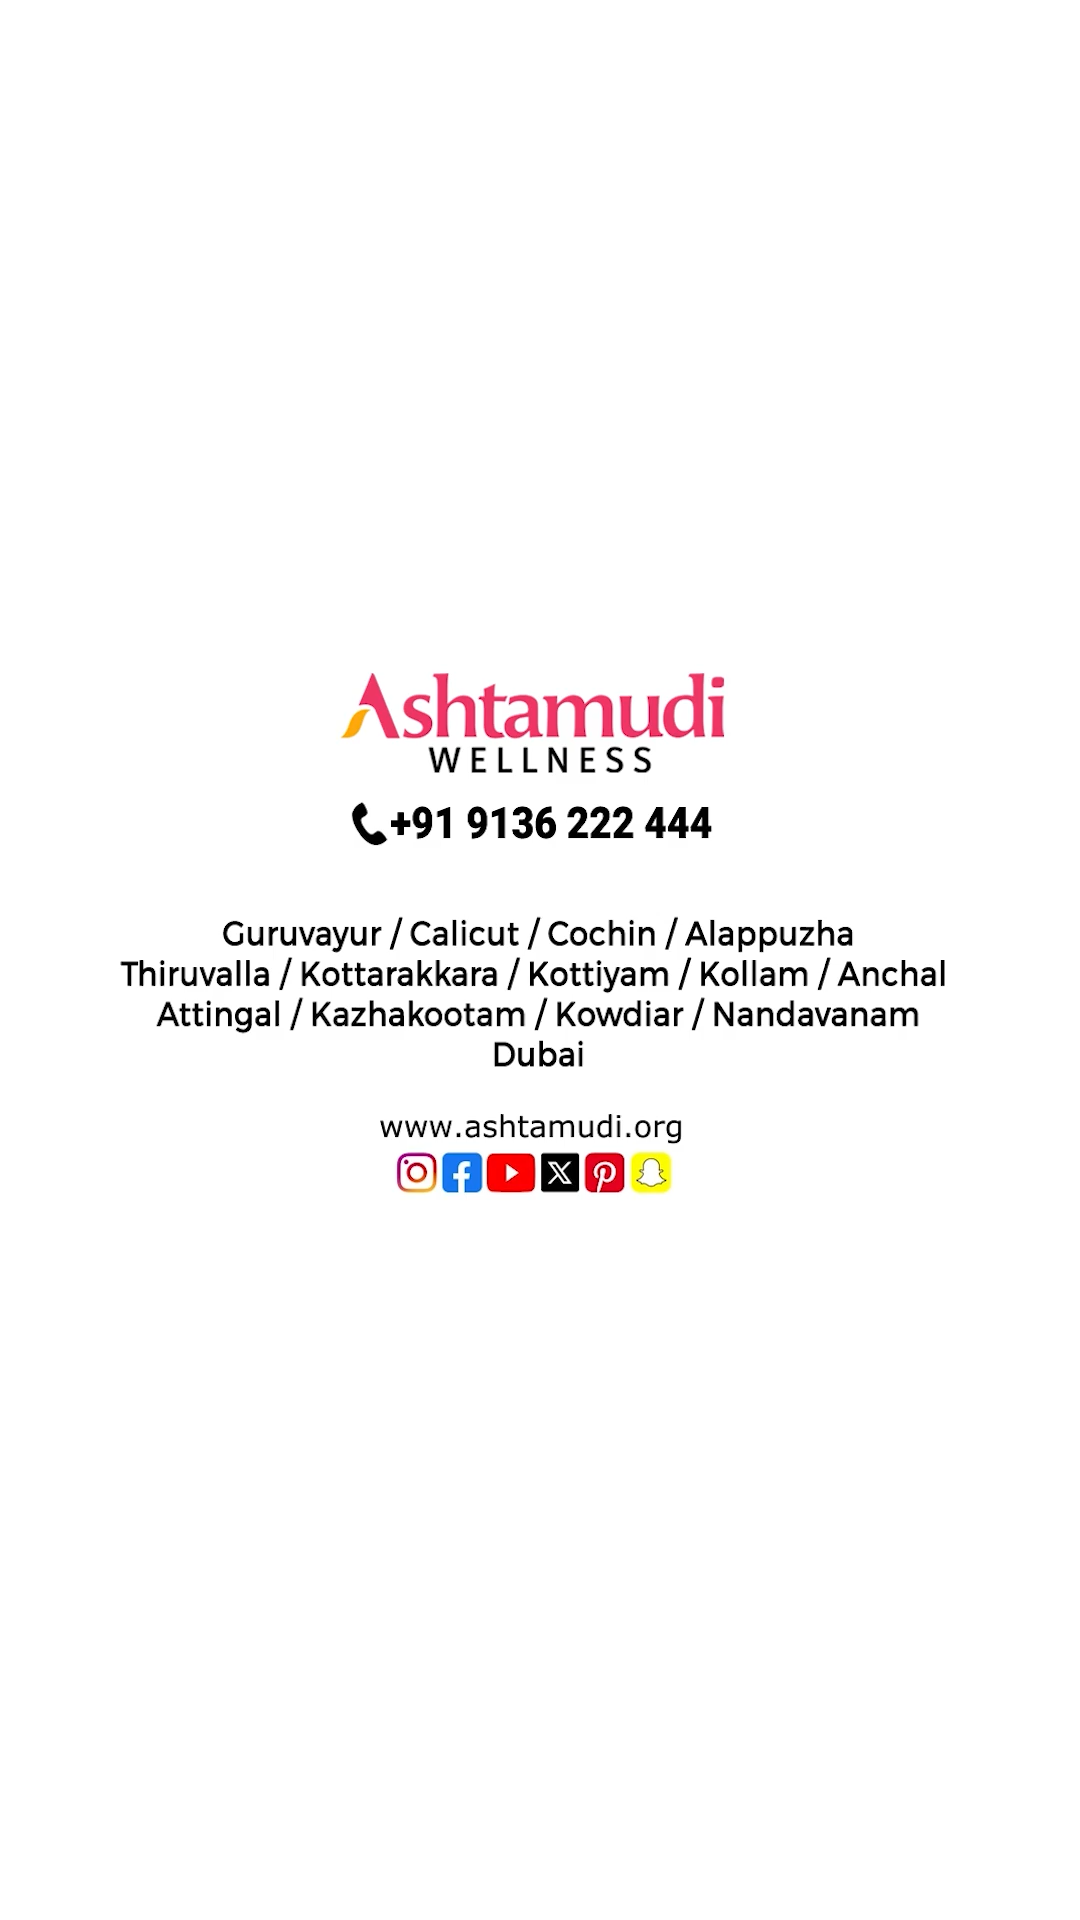 Ashtamudi
WELLNESS
+91 9136 222 444
Guruvayur / Calicut / Cochin / Alappuzha
Thiruvalla / Kottarakkara / Kottiyam / Kollam / Anchal
Attingal / Kazhakootam / Kowdiar / Nandavanam
Dubai
www.ashtamudi.org